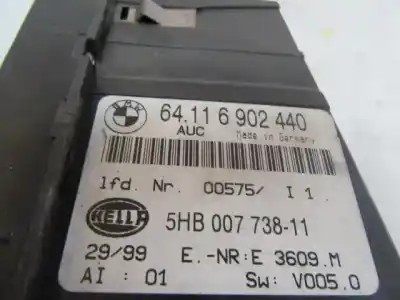 BMW
64.11 6 902 440
AUC Made in Germany
lfd. Nr. 00575/ I 1
HELLA
5HB 007 738-11
29/99 E.-NR:E 3609.M
AI : 01 Sw: V005.0